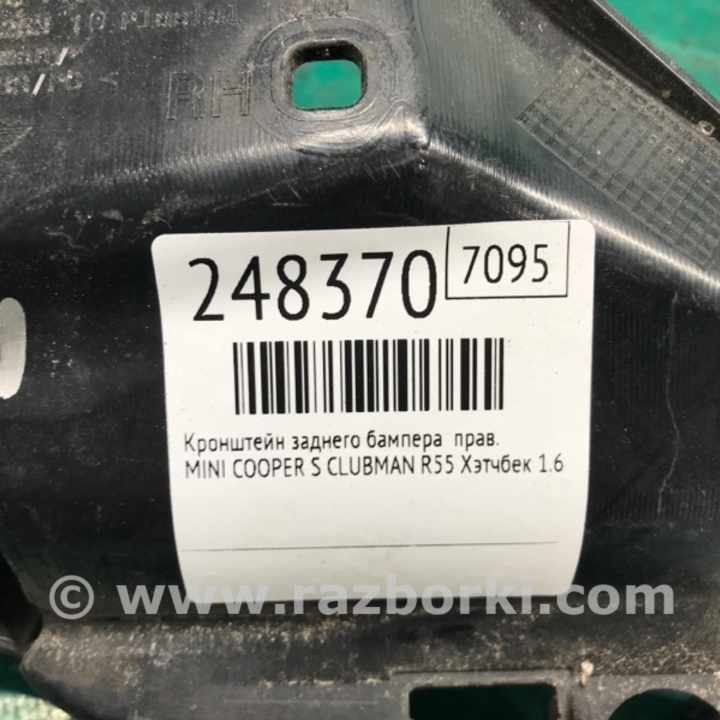 RH
248370
7095
Кронштейн заднего бампера прав.
MINI COOPER S CLUBMAN R55 Хэтчбек 1.6
© www.razborki.com